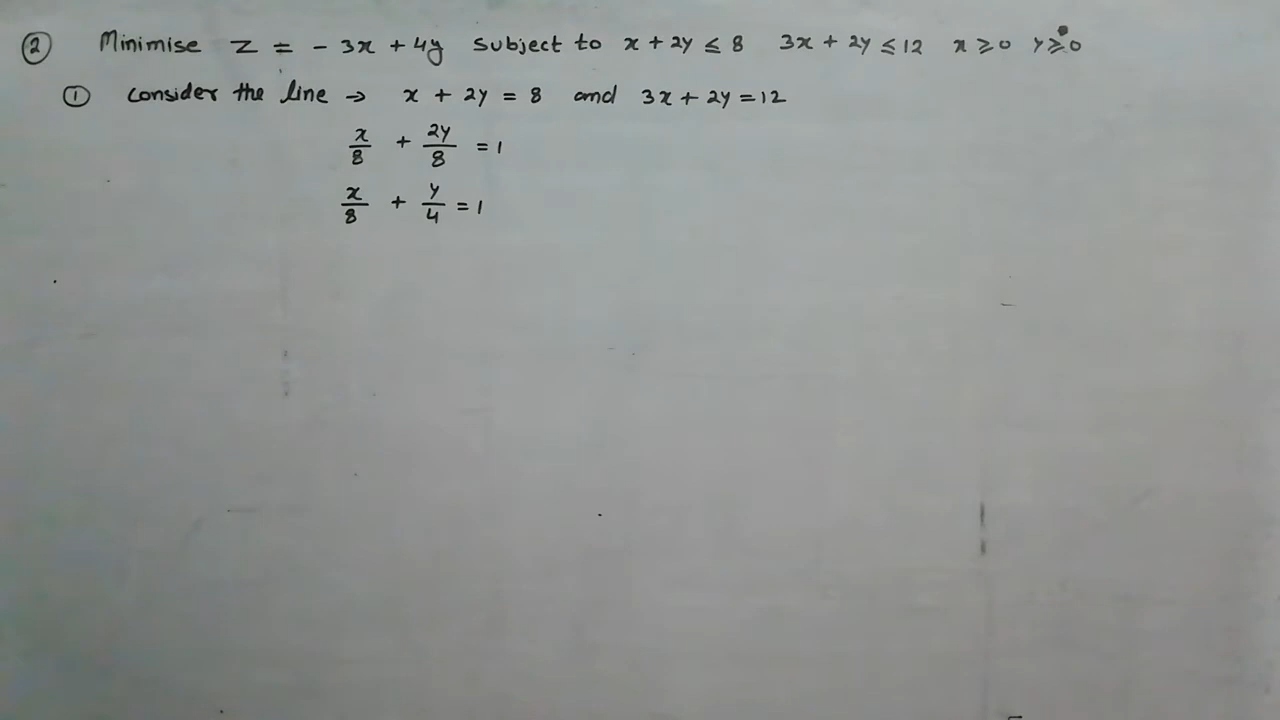 ② Minimise Z = - 3x + 4y subject to x + 2y ≤ 8 3x + 2y ≤ 12 x ≥ 0 y ≥ 0
① consider the line → x + 2y = 8 and 3x + 2y = 12
x/8 + 2y/8 = 1
x/8 + y/4 = 1